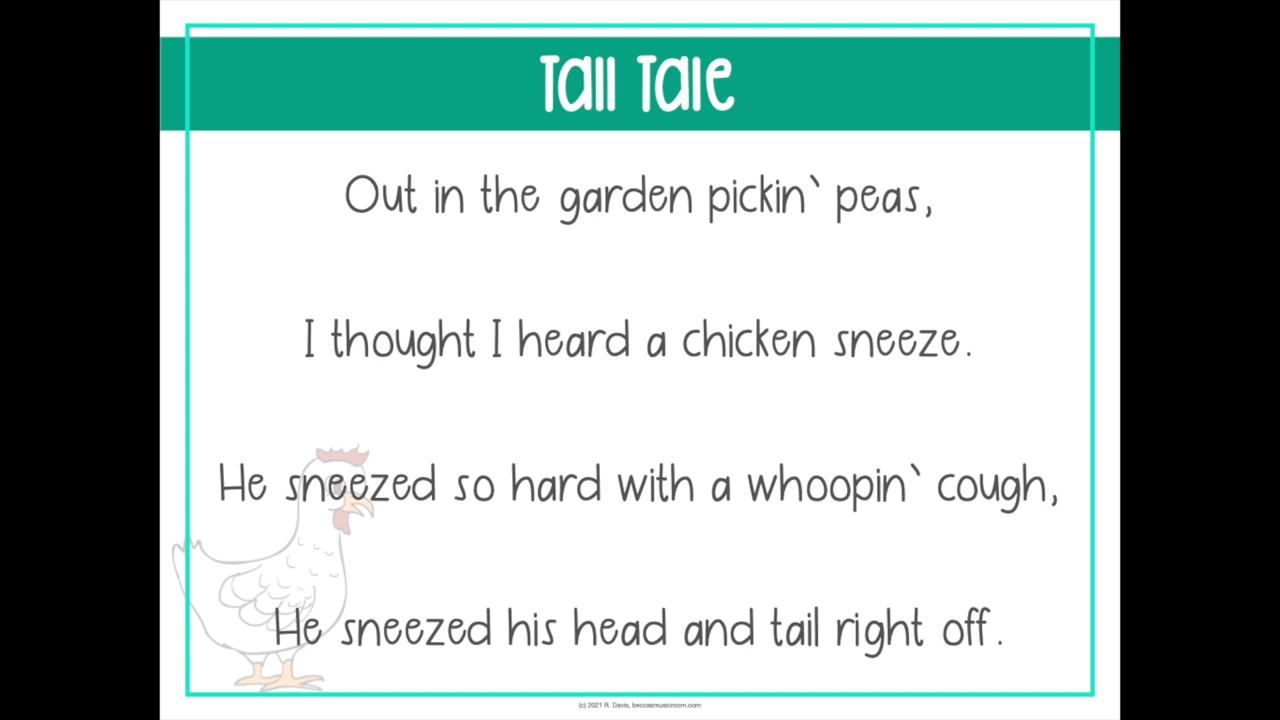 Tall Tale
Out in the garden pickin` peas,
I thought I heard a chicken sneeze.
He sneezed so hard with a whoopin` cough,
He sneezed his head and tail right off.
(c) 2021 R. Davis, beccasmusicroom.com